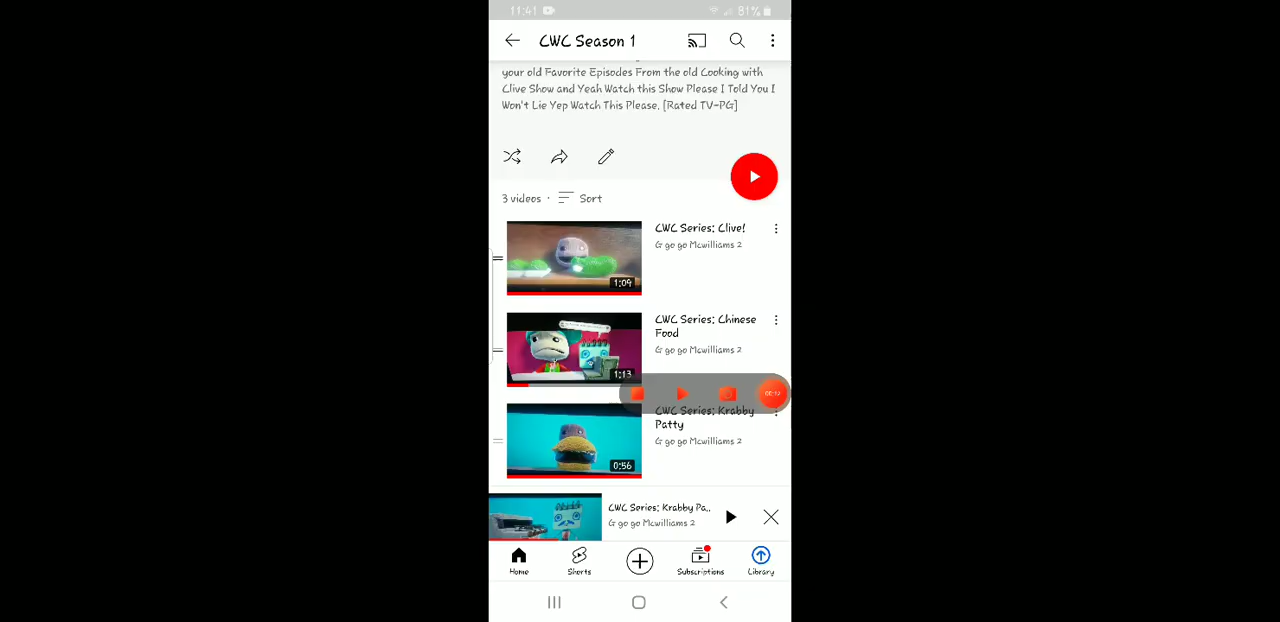 11:41
81%
CWC Season 1
your old Favorite Episodes From the old Cooking with
Clive Show and Yeah Watch this Show Please I Told You I
Won't Lie Yep Watch This Please. [Rated TV-PG]
3 videos · Sort
CWC Series: Clive!
G go go Mcwilliams 2
1:09
CWC Series: Chinese
Food
G go go Mcwilliams 2
1:13
CWC Series: Krabby
Patty
G go go Mcwilliams 2
0:56
CWC Series: Krabby Pa..
G go go Mcwilliams 2
Home
Shorts
Subscriptions
Library